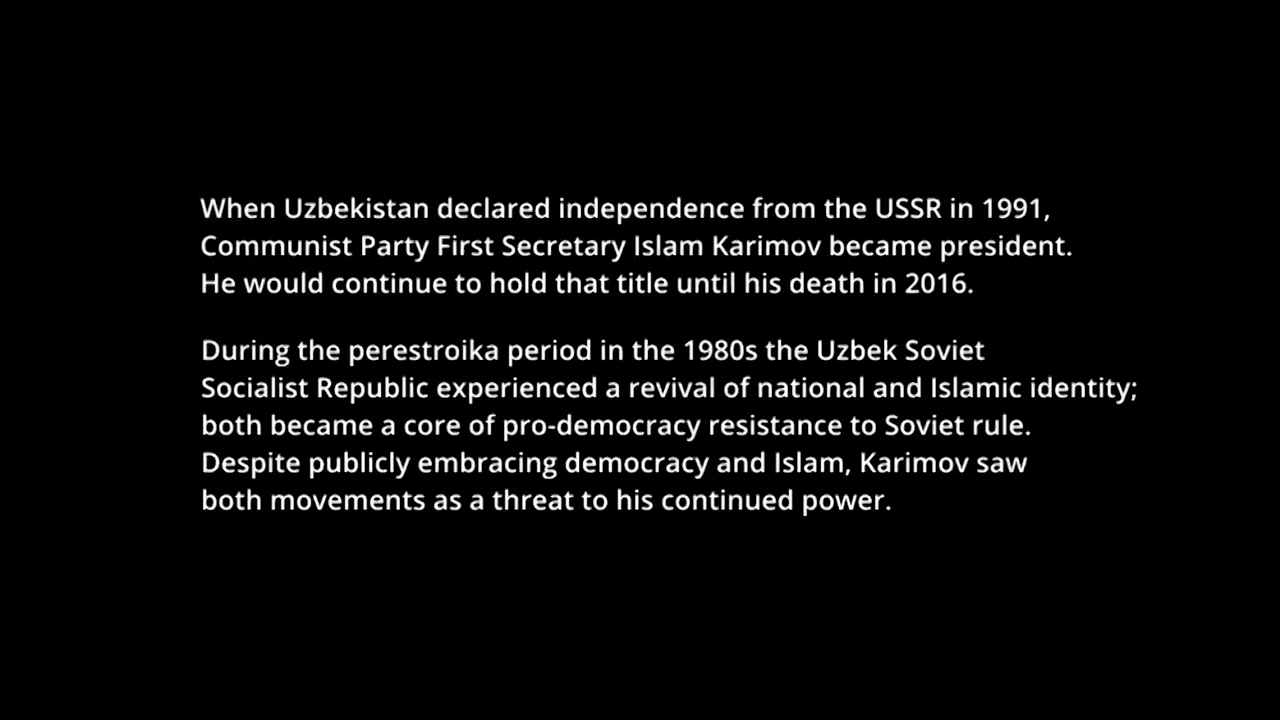 When Uzbekistan declared independence from the USSR in 1991,
Communist Party First Secretary Islam Karimov became president.
He would continue to hold that title until his death in 2016.
During the perestroika period in the 1980s the Uzbek Soviet
Socialist Republic experienced a revival of national and Islamic identity;
both became a core of pro-democracy resistance to Soviet rule.
Despite publicly embracing democracy and Islam, Karimov saw
both movements as a threat to his continued power.